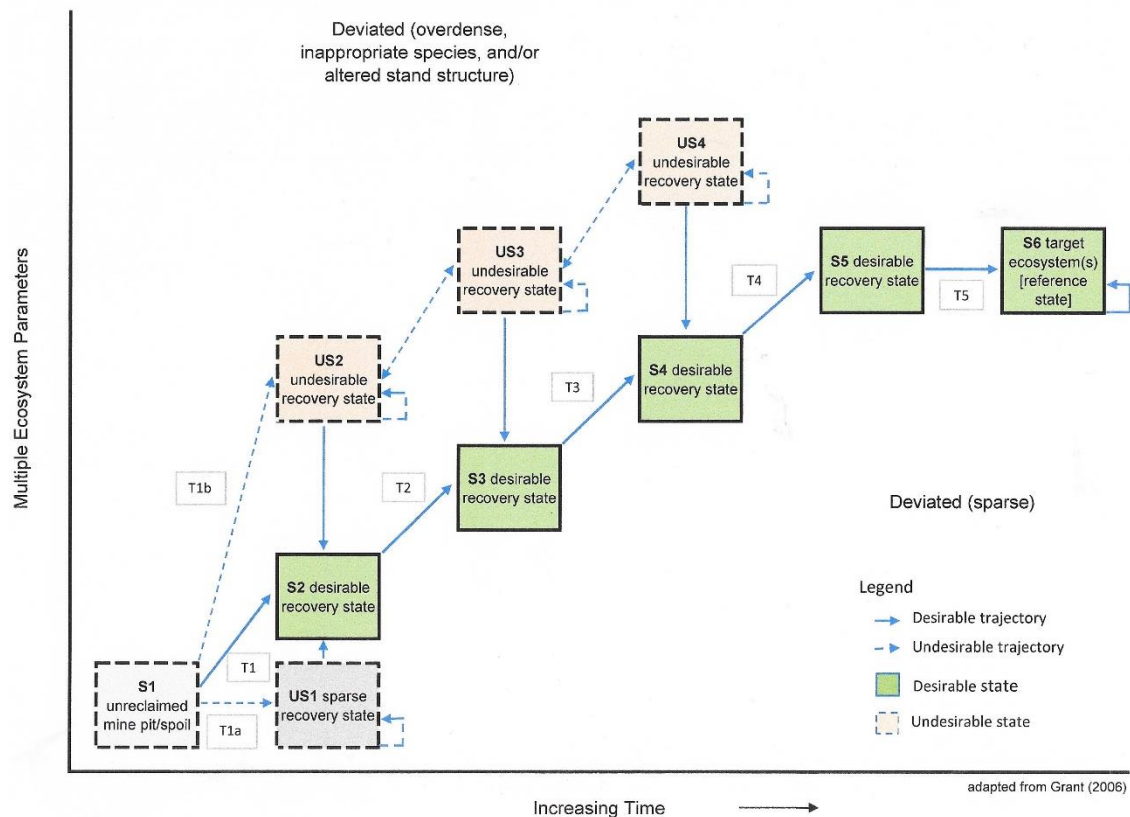 Deviated (overdense,
inappropriate species, and/or
altered stand structure)
US4
undesirable
recovery state
US3
undesirable
recovery state
T4
S5 desirable
recovery state
T5
S6 target
ecosystem(s)
[reference
state]
US2
undesirable
recovery state
T3
S4 desirable
recovery state
Multiple Ecosystem Parameters
T1b
T2
S3 desirable
recovery state
Deviated (sparse)
S2 desirable
recovery state
Legend
Desirable trajectory
Undesirable trajectory
Desirable state
Undesirable state
S1
unreclaimed
mine pit/spoil
T1
T1a
US1 sparse
recovery state
adapted from Grant (2006)
Increasing Time